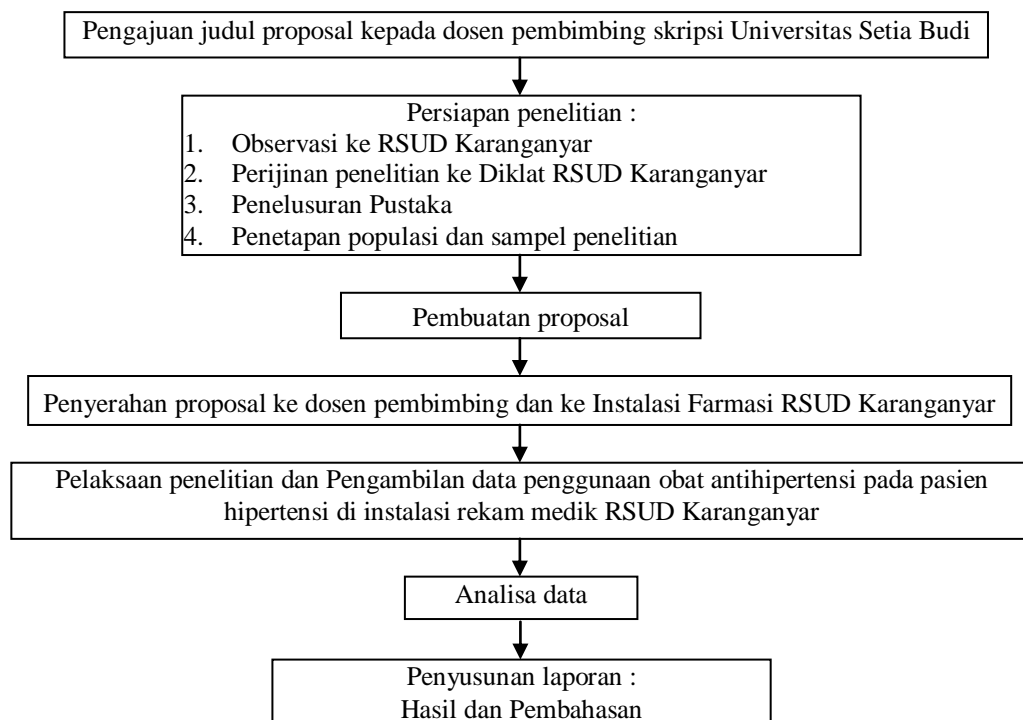 Pengajuan judul proposal kepada dosen pembimbing skripsi Universitas Setia Budi
Persiapan penelitian :
1. Observasi ke RSUD Karanganyar
2. Perijinan penelitian ke Diklat RSUD Karanganyar
3. Penelusuran Pustaka
4. Penetapan populasi dan sampel penelitian
Pembuatan proposal
Penyerahan proposal ke dosen pembimbing dan ke Instalasi Farmasi RSUD Karanganyar
Pelaksaan penelitian dan Pengambilan data penggunaan obat antihipertensi pada pasien
hipertensi di instalasi rekam medik RSUD Karanganyar
Analisa data
Penyusunan laporan :
Hasil dan Pembahasan